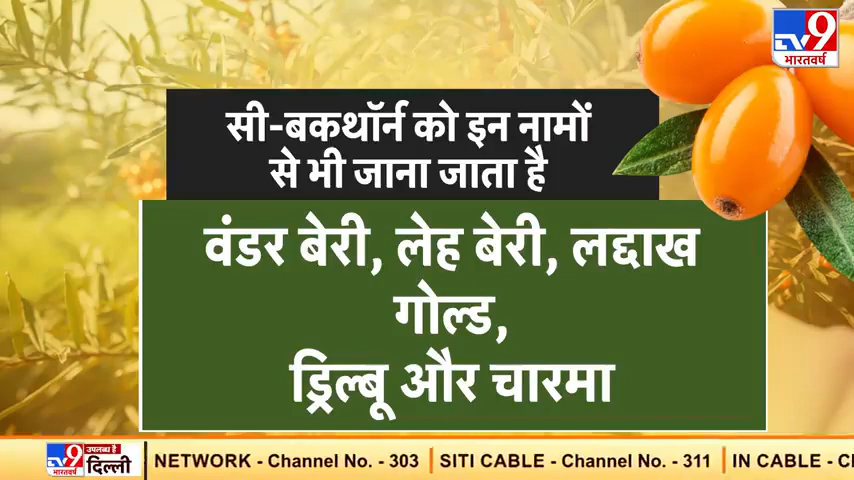 TV9
भारतवर्ष
सी-बकथॉर्न को इन नामों
से भी जाना जाता है
वंडर बेरी, लेह बेरी, लद्दाख
गोल्ड,
ड्रिल्बू और चारमा
TV9
भारतवर्ष
उपलब्ध है
दिल्ली
NETWORK - Channel No. - 303
SITI CABLE - Channel No. - 311
IN CABLE - C